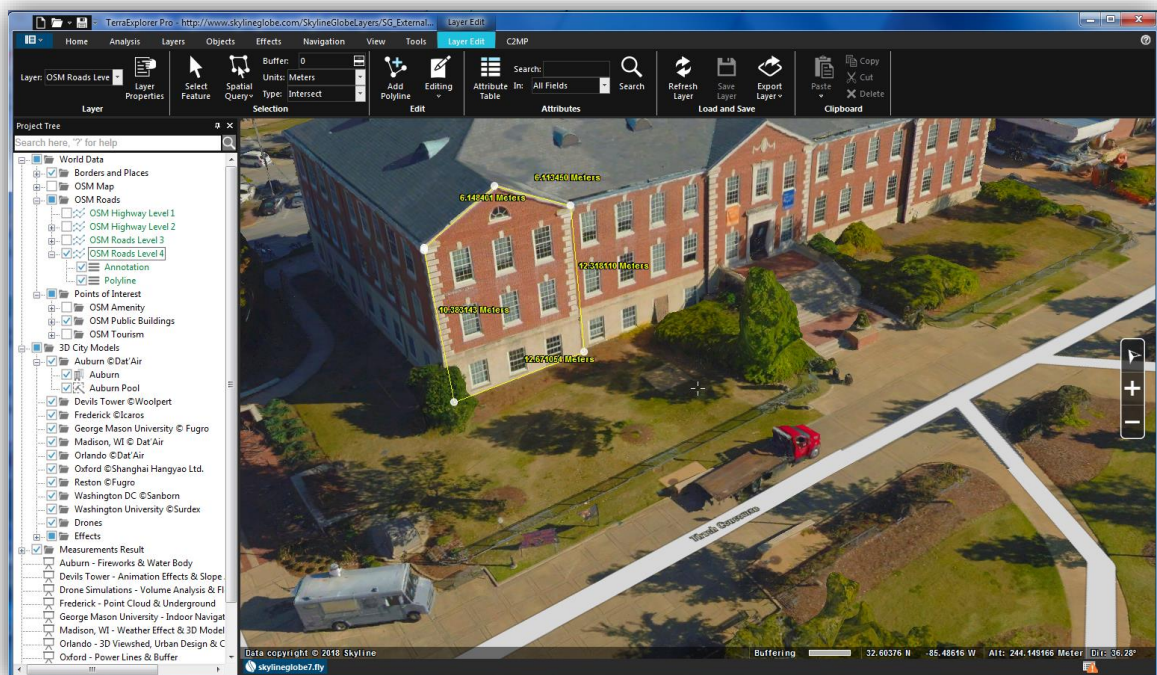 TerraExplorer Pro - http://www.skylineglobe.com/SkylineGlobeLayers/SG_External... Layer Edit
Home Analysis Layers Objects Effects Navigation View Tools Layer Edit C2MP
Layer: OSM Roads Leve
Layer Properties
Layer
Select Feature
Spatial Query
Buffer: 0
Units: Meters
Type: Intersect
Selection
Add Polyline
Editing
Edit
Attribute Table
Search:
In: All Fields
Search
Attributes
Refresh Layer
Save Layer
Export Layer
Load and Save
Paste
Copy
Cut
Delete
Clipboard
Project Tree
Search here, '?' for help
World Data
Borders and Places
OSM Map
OSM Roads
OSM Highway Level 1
OSM Highway Level 2
OSM Roads Level 3
OSM Roads Level 4
Annotation
Polyline
Points of Interest
OSM Amenity
OSM Public Buildings
OSM Tourism
3D City Models
Auburn ©Dat'Air
Auburn
Auburn Pool
Devils Tower ©Woolpert
Frederick ©Icaros
George Mason University © Fugro
Madison, WI © Dat'Air
Orlando ©Dat'Air
Oxford ©Shanghai Hangyao Ltd.
Reston ©Fugro
Washington DC ©Sanborn
Washington University ©Surdex
Drones
Effects
Measurements Result
Auburn - Fireworks & Water Body
Devils Tower - Animation Effects & Slope
Drone Simulations - Volume Analysis & Fl
Frederick - Point Cloud & Underground
George Mason University - Indoor Navigat
Madison, WI - Weather Effect & 3D Model
Orlando - 3D Viewshed, Urban Design & C
Oxford - Power Lines & Buffer
6.113450 Meters
6.148401 Meters
12.318110 Meters
10.383143 Meters
12.671054 Meters
Data copyright © 2018 Skyline
Buffering 32.60376 N -85.48616 W Alt: 244.149166 Meter Dir: 36.28°
skylineglobe7.fly